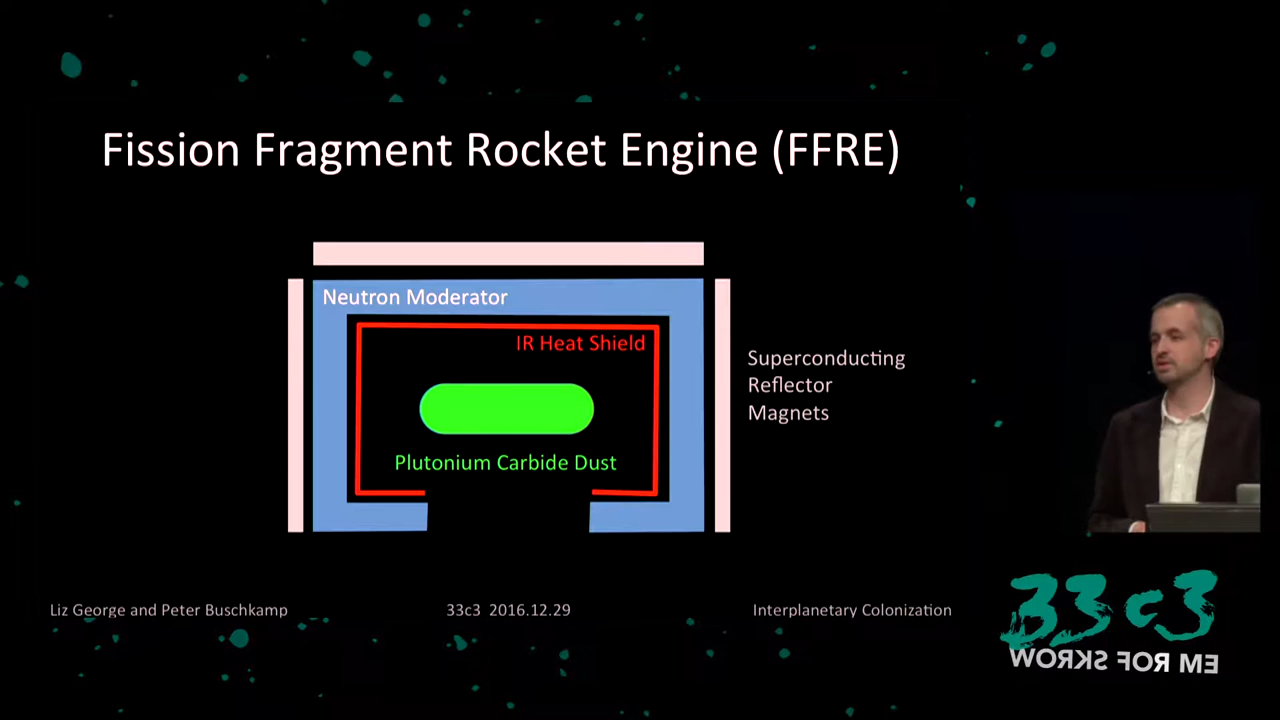 Fission Fragment Rocket Engine (FFRE)
Neutron Moderator
IR Heat Shield
Superconducting
Reflector
Magnets
Plutonium Carbide Dust
Liz George and Peter Buschkamp
33c3 2016.12.29
Interplanetary Colonization
33c3
WORKS FOR ME